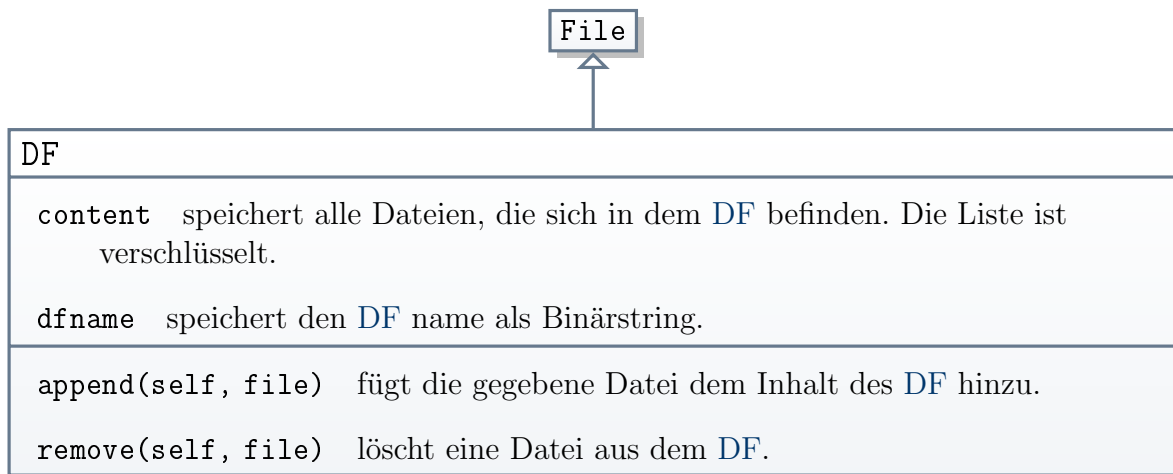 File
DF
content speichert alle Dateien, die sich in dem DF befinden. Die Liste ist
verschlüsselt.
dfname speichert den DF name als Binärstring.
append(self, file) fügt die gegebene Datei dem Inhalt des DF hinzu.
remove(self, file) löscht eine Datei aus dem DF.